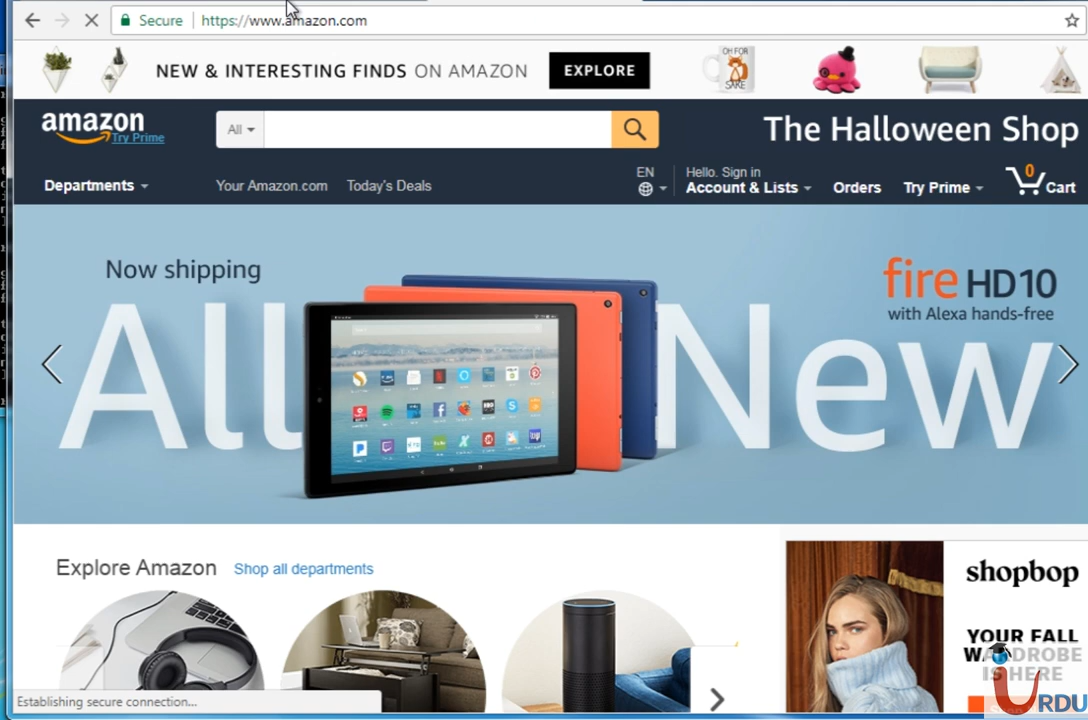 Secure
https://www.amazon.com
NEW & INTERESTING FINDS ON AMAZON
EXPLORE
OH FOR
SAKE
amazon
Try Prime
All
The Halloween Shop
Departments
Your Amazon.com
Today's Deals
EN
Hello. Sign in
Account & Lists
Orders
Try Prime
0
Cart
Now shipping
All New
fire HD10
with Alexa hands-free
Explore Amazon
Shop all departments
shopbop
YOUR FALL
WARDROBE
IS HERE
URDU
Establishing secure connection...